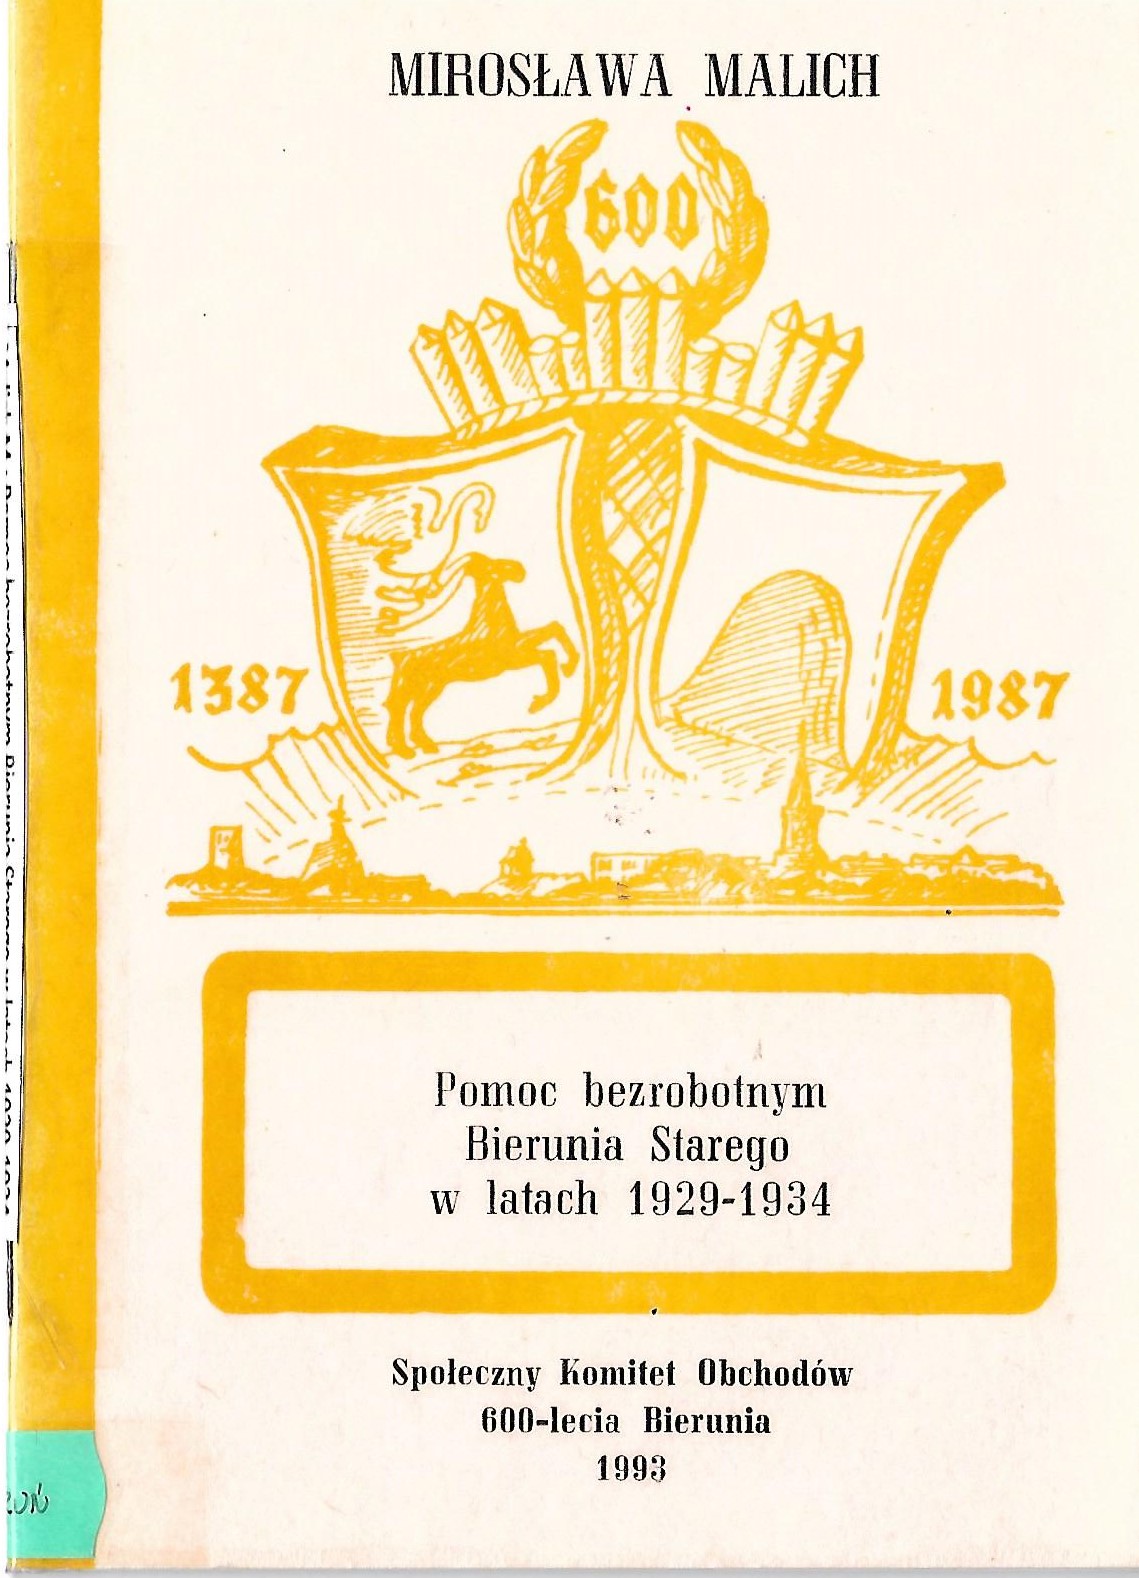 MIROSŁAWA MALICH
600
1387
1987
Pomoc bezrobotnym
Bierunia Starego
w latach 1929-1934
Społeczny Komitet Obchodów
600-lecia Bierunia
1993